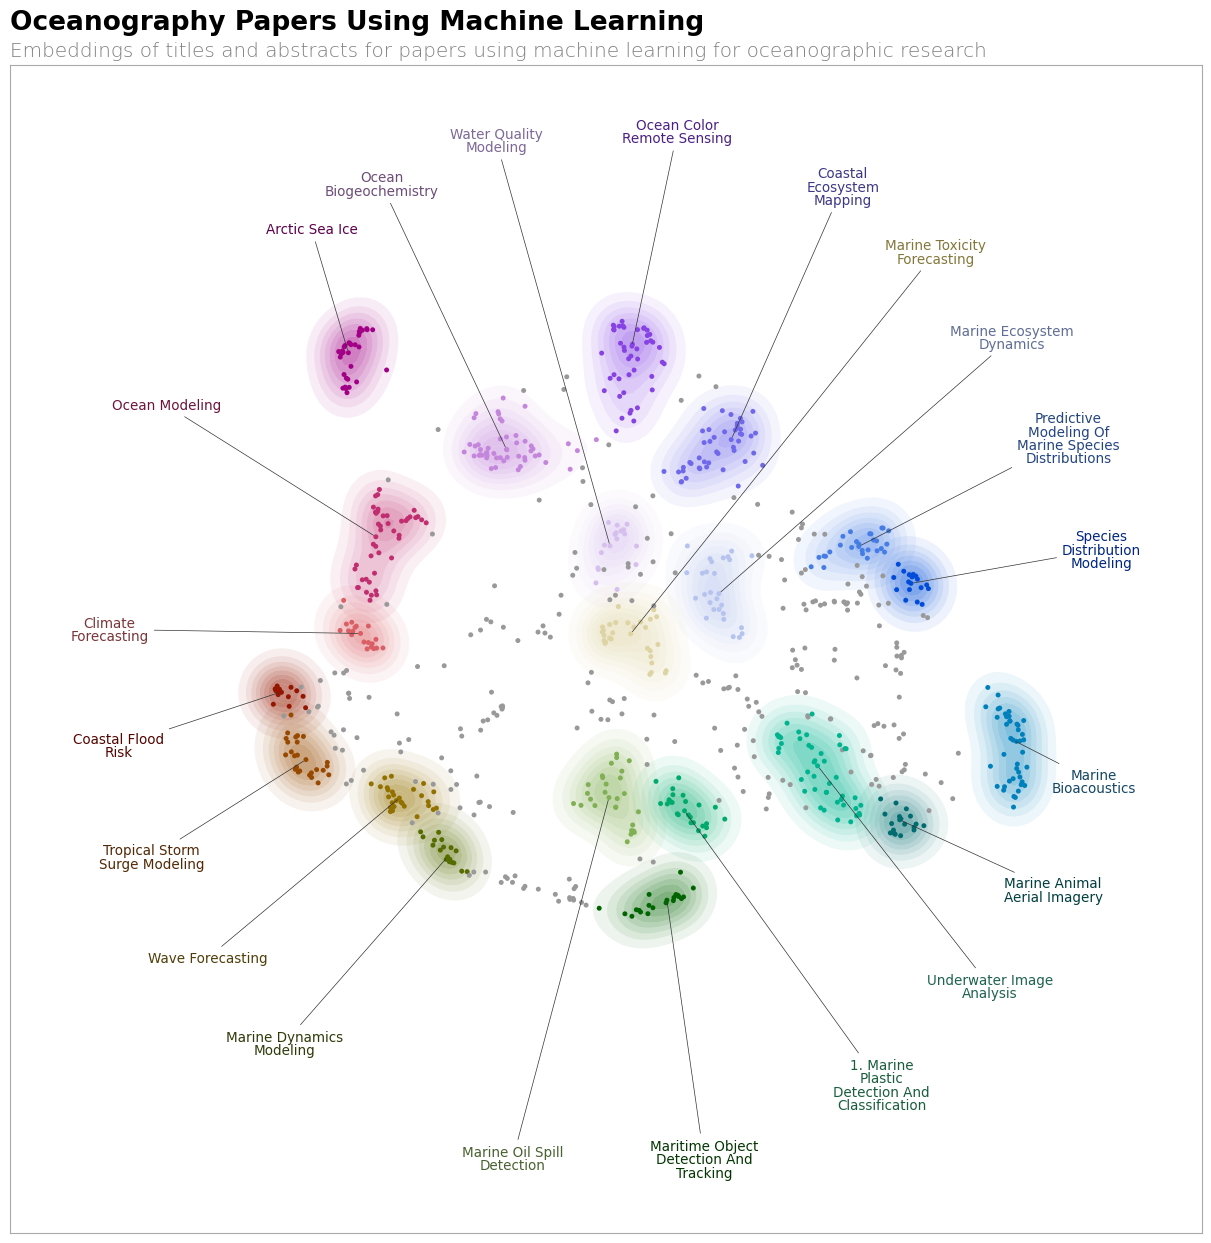 Oceanography Papers Using Machine Learning
Embeddings of titles and abstracts for papers using machine learning for oceanographic research
Water Quality
Modeling
Ocean Color
Remote Sensing
Ocean
Biogeochemistry
Coastal
Ecosystem
Mapping
Arctic Sea Ice
Marine Toxicity
Forecasting
Marine Ecosystem
Dynamics
Ocean Modeling
Predictive
Modeling Of
Marine Species
Distributions
Species
Distribution
Modeling
Climate
Forecasting
Coastal Flood
Risk
Marine
Bioacoustics
Tropical Storm
Surge Modeling
Marine Animal
Aerial Imagery
Wave Forecasting
Underwater Image
Analysis
Marine Dynamics
Modeling
1. Marine
Plastic
Detection And
Classification
Marine Oil Spill
Detection
Maritime Object
Detection And
Tracking